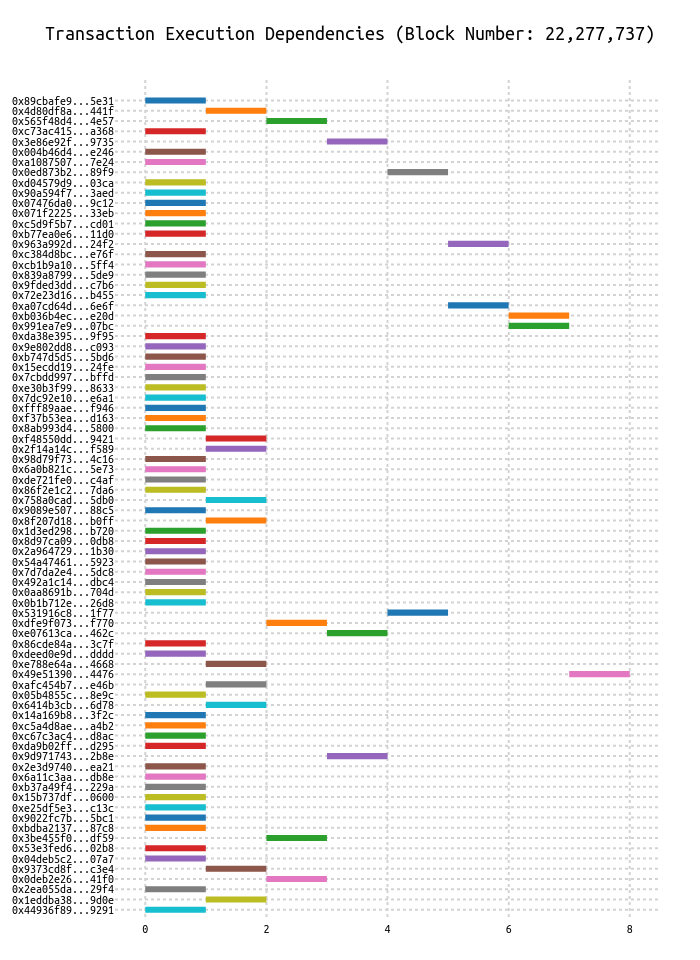 Transaction Execution Dependencies (Block Number: 22,277,737)
0x89cbafe9...5e31
0x4d80df8a...441f
0x565f48d4...4e57
0xc73ac415...a368
0x3e86e92f...9735
0x004b46d4...e246
0xa1087507...7e24
0x0ed873b2...89f9
0xd04579d9...03ca
0x90a594f7...3aed
0x07476da0...9c12
0x071f2225...33eb
0xc5d9f5b7...cd01
0xb77ea0e6...11d0
0x963a992d...24f2
0xc384d8bc...e76f
0xcb1b9a10...5ff4
0x839a8799...5de9
0x9fded3dd...c7b6
0x72e23d16...b455
0xa07cd64d...6e6f
0xb036b4ec...e20d
0x991ea7e9...07bc
0xda38e395...9f95
0x9e802dd8...c093
0xb747d5d5...5bd6
0x15ecdd19...24fe
0x7cbdd997...bffd
0xe30b3f99...8633
0x7dc92e10...e6a1
0xfff89aae...f946
0xf37b53ea...d163
0x8ab993d4...5800
0xf48550dd...9421
0x2f14a14c...f589
0x98d79f73...4c16
0x6a0b821c...5e73
0xde721fe0...c4af
0x86f2e1c2...7da6
0x758a0cad...5db0
0x9089e507...88c5
0x8f207d18...b0ff
0x1d3ed298...b720
0x8d97ca09...0db8
0x2a964729...1b30
0x54a47461...5923
0x7d7da2e4...5dc8
0x492a1c14...dbc4
0x0aa8691b...704d
0x0b1b712e...26d8
0x531916c8...1f77
0xdfe9f073...f770
0xe07613ca...462c
0x86cde84a...3c7f
0xdeed0e9d...dddd
0xe788e64a...4668
0x49e51390...4476
0xafc454b7...e46b
0x05b4855c...8e9c
0x6414b3cb...6d78
0x14a169b8...3f2c
0xc5a4d8ae...a4b2
0xc67c3ac4...d8ac
0xda9b02ff...d295
0x9d971743...2b8e
0x2e3d9740...ea21
0x6a11c3aa...db8e
0xb37a49f4...229a
0x15b737df...0600
0xe25df5e3...c13c
0x9022fc7b...5bc1
0xbdba2137...87c8
0x3be455f0...df59
0x53e3fed6...02b8
0x04deb5c2...07a7
0x9373cd8f...c3e4
0x0deb2e26...41f0
0x2ea055da...29f4
0x1eddba38...9d0e
0x44936f89...9291
0 2 4 6 8